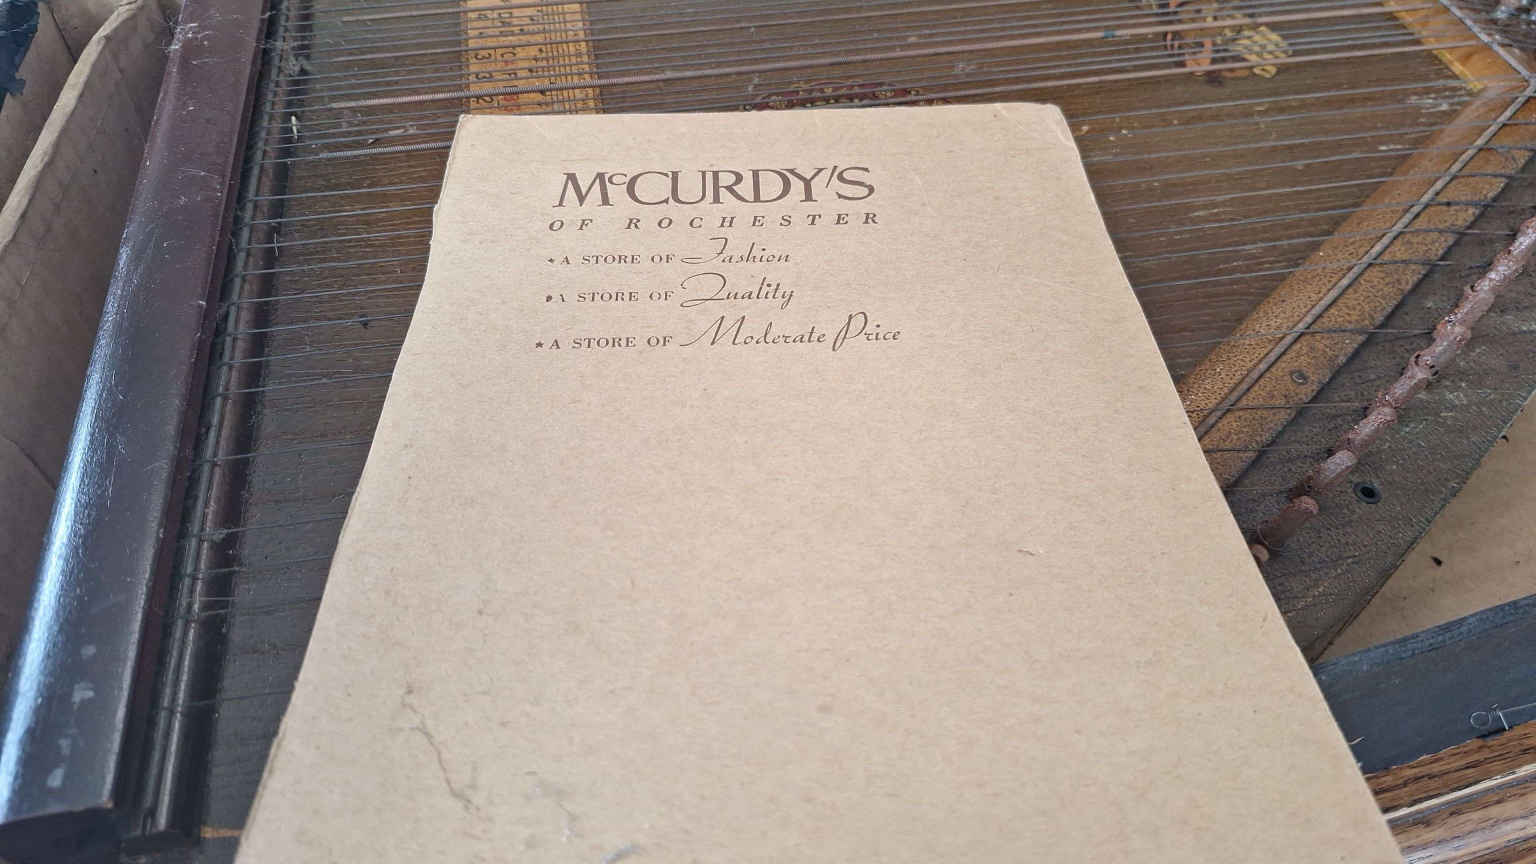 McCURDY'S
OF ROCHESTER
★ A STORE OF Fashion
★ A STORE OF Quality
★ A STORE OF Moderate Price